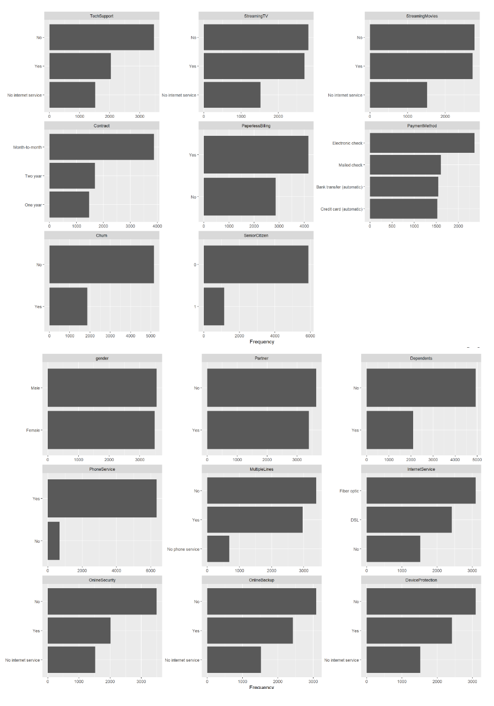 TechSupport
No
Yes
No internet service
0 1000 2000 3000
StreamingTV
No
Yes
No internet service
0 1000 2000
StreamingMovies
No
Yes
No internet service
0 1000 2000
Contract
Month-to-month
Two year
One year
0 1000 2000 3000 4000
PaperlessBilling
Yes
No
0 1000 2000 3000 4000
PaymentMethod
Electronic check
Mailed check
Bank transfer (automatic)
Credit card (automatic)
0 500 1000 1500 2000
Churn
No
Yes
0 1000 2000 3000 4000 5000
SeniorCitizen
0
1
0 2000 4000 6000
Frequency
gender
Male
Female
0 1000 2000 3000
Partner
No
Yes
0 1000 2000 3000
Dependents
No
Yes
0 1000 2000 3000 4000 5000
PhoneService
Yes
No
0 2000 4000 6000
MultipleLines
No
Yes
No phone service
0 1000 2000 3000
InternetService
Fiber optic
DSL
No
0 1000 2000 3000
OnlineSecurity
No
Yes
No internet service
0 1000 2000 3000
OnlineBackup
No
Yes
No internet service
0 1000 2000 3000
Frequency
DeviceProtection
No
Yes
No internet service
0 1000 2000 3000